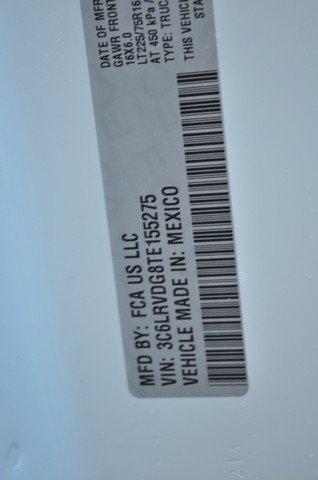 DATE OF MFR
GAWR FRONT
16X6.0
LT225/75R16
AT 450 kPa /
TYPE: TRUC
THIS VEHICL
STA
MFD BY: FCA US LLC
VIN: 3C6LRVDG8TE155275
VEHICLE MADE IN: MEXICO